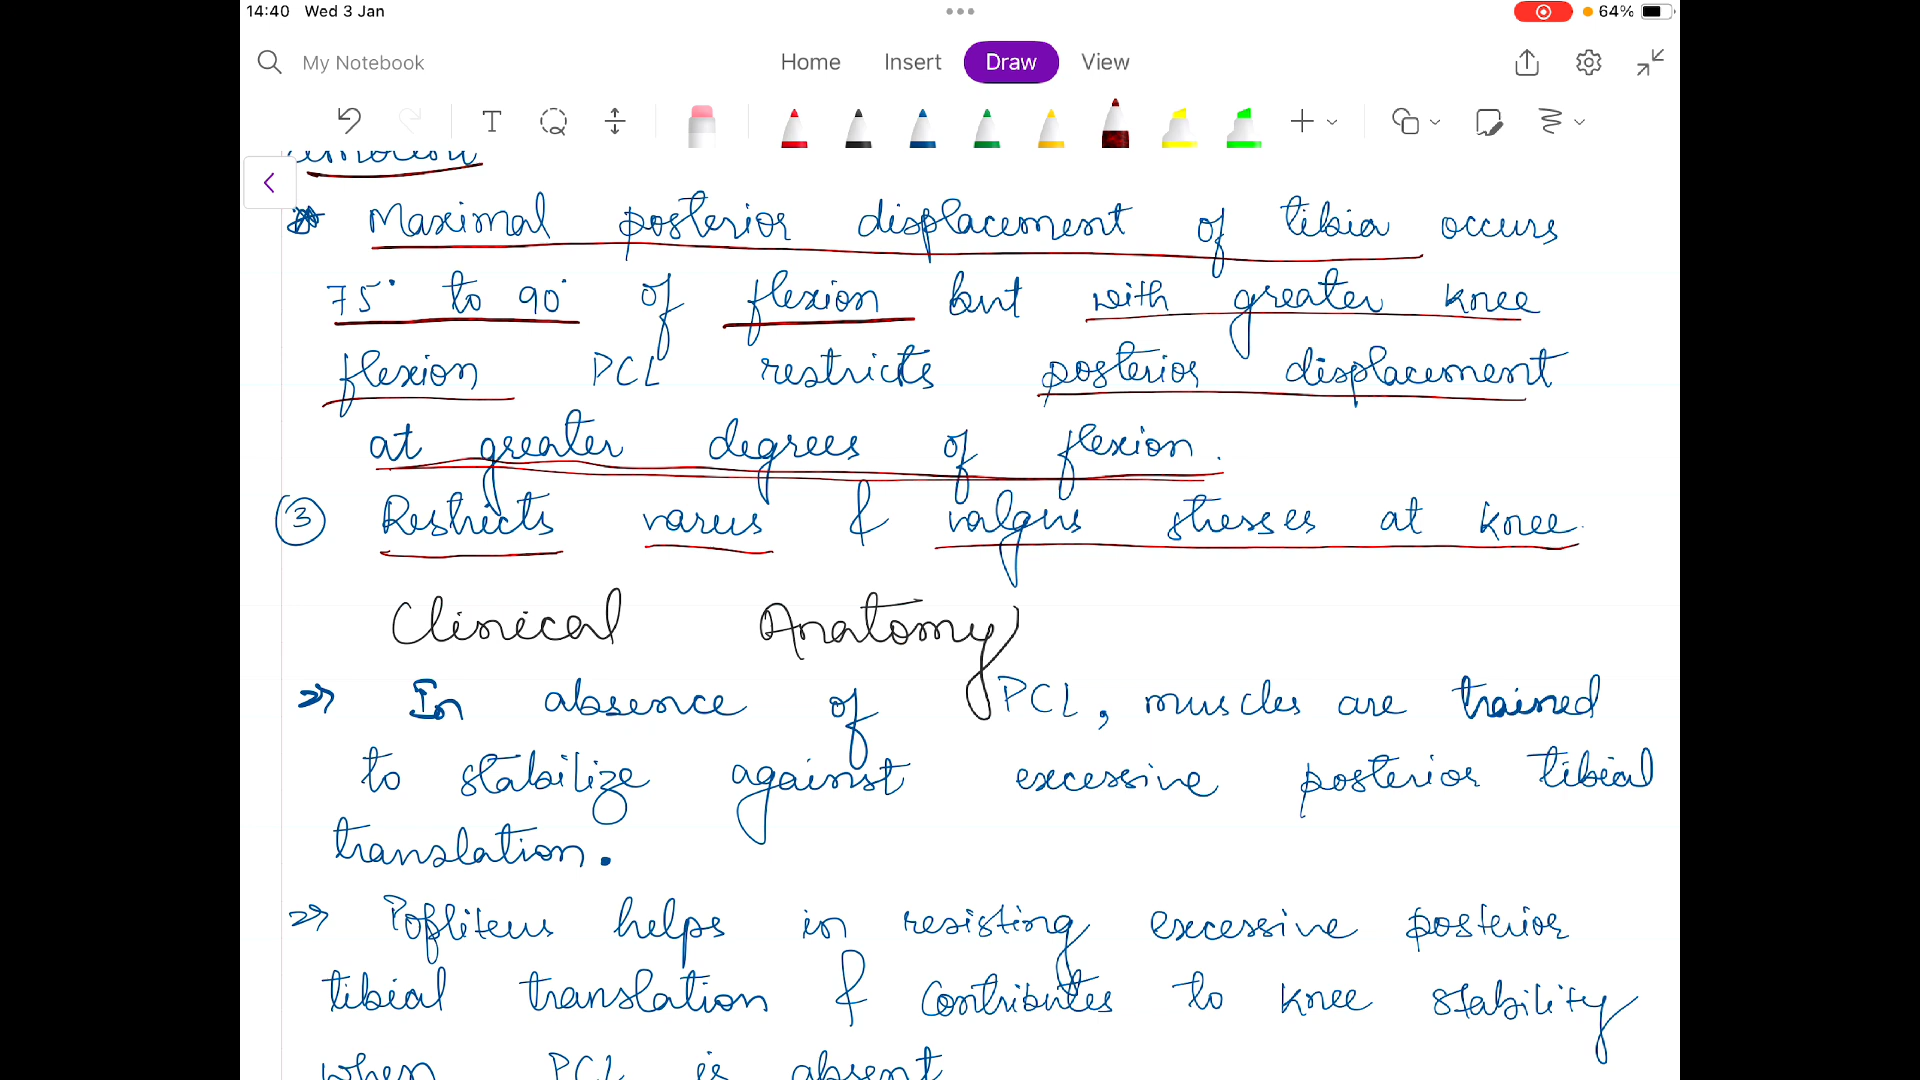 14:40 Wed 3 Jan
64%
My Notebook
Home Insert Draw View
T
Maximal posterior displacement of tibia occurs
75° to 90° of flexion but with greater knee
flexion PCL restricts posterior displacement
at greater degrees of flexion.
3 Restricts varus & valgus stresses at knee.
Clinical Anatomy
In absence of PCL, muscles are trained
to stabilize against excessive posterior tibial
translation.
Popliteus helps in resisting excessive posterior
tibial translation & contributes to knee stability
when PCL is absent